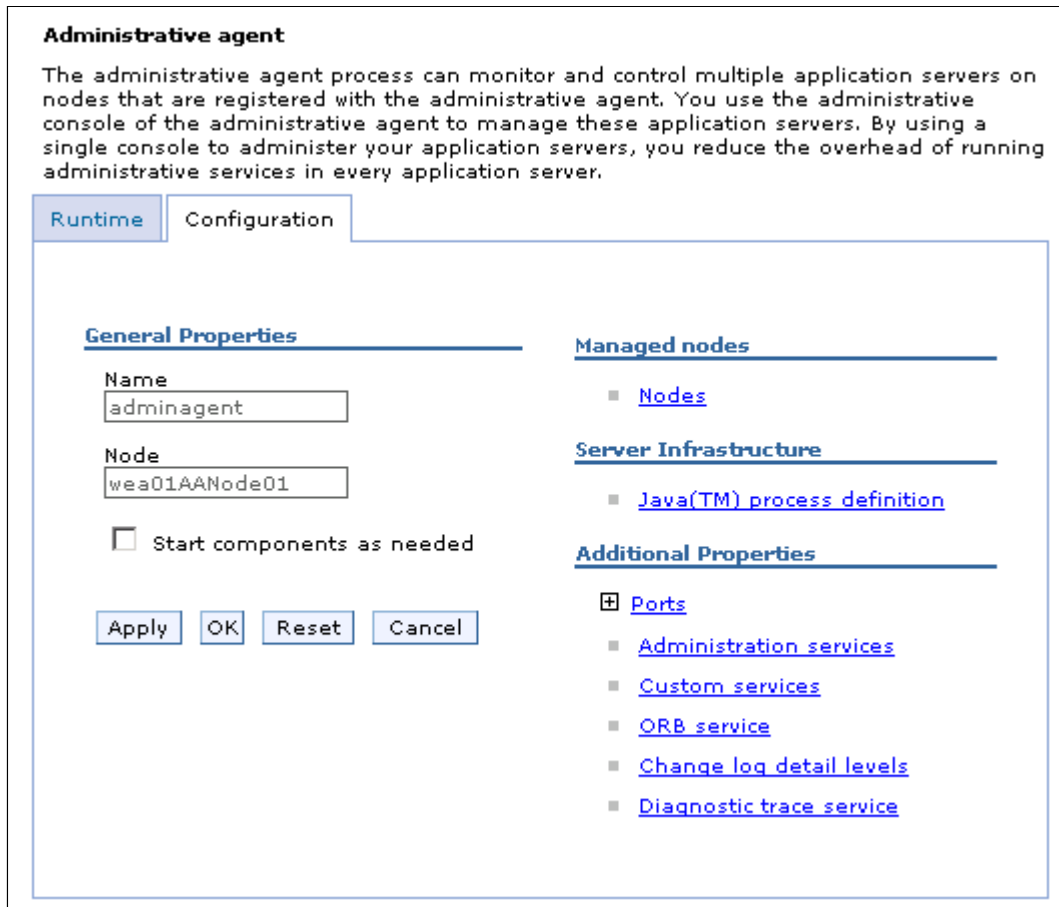 Administrative agent
The administrative agent process can monitor and control multiple application servers on
nodes that are registered with the administrative agent. You use the administrative
console of the administrative agent to manage these application servers. By using a
single console to administer your application servers, you reduce the overhead of running
administrative services in every application server.
Runtime
Configuration
General Properties
Name
adminagent
Node
wea01AANode01
Start components as needed
Apply
OK
Reset
Cancel
Managed nodes
Nodes
Server Infrastructure
Java(TM) process definition
Additional Properties
Ports
Administration services
Custom services
ORB service
Change log detail levels
Diagnostic trace service